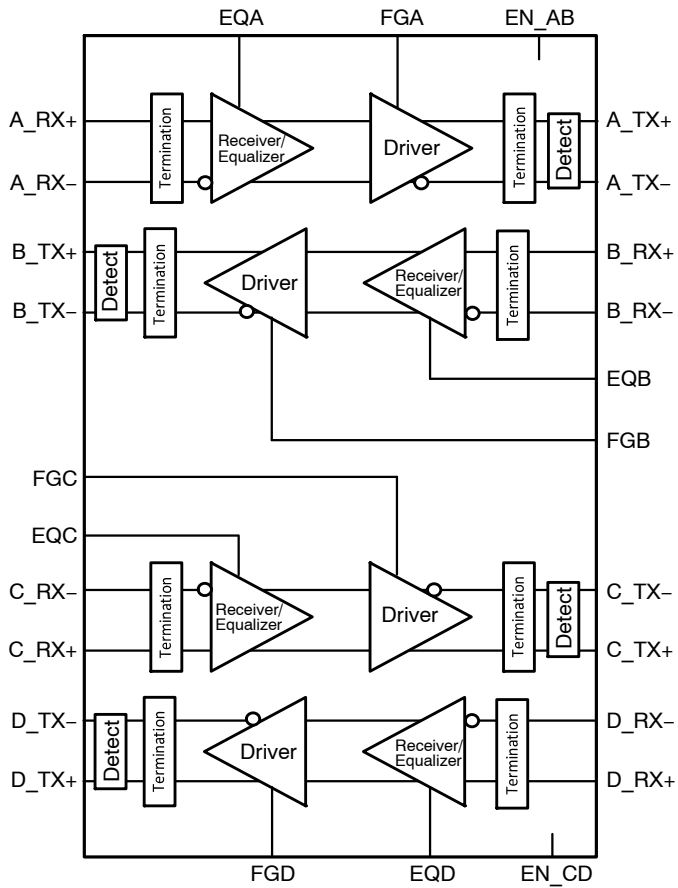 EQA FGA EN_AB
A_RX+ A_TX+
Termination Receiver/ Driver Termination Detect
Equalizer
A_RX− A_TX−
B_TX+ B_RX+
Detect Termination Driver Receiver/ Termination
Equalizer
B_TX− B_RX−
EQB
FGB
FGC
EQC
C_RX− C_TX−
Termination Receiver/ Driver Termination Detect
Equalizer
C_RX+ C_TX+
D_TX− D_RX−
Detect Termination Driver Receiver/ Termination
Equalizer
D_TX+ D_RX+
FGD EQD EN_CD